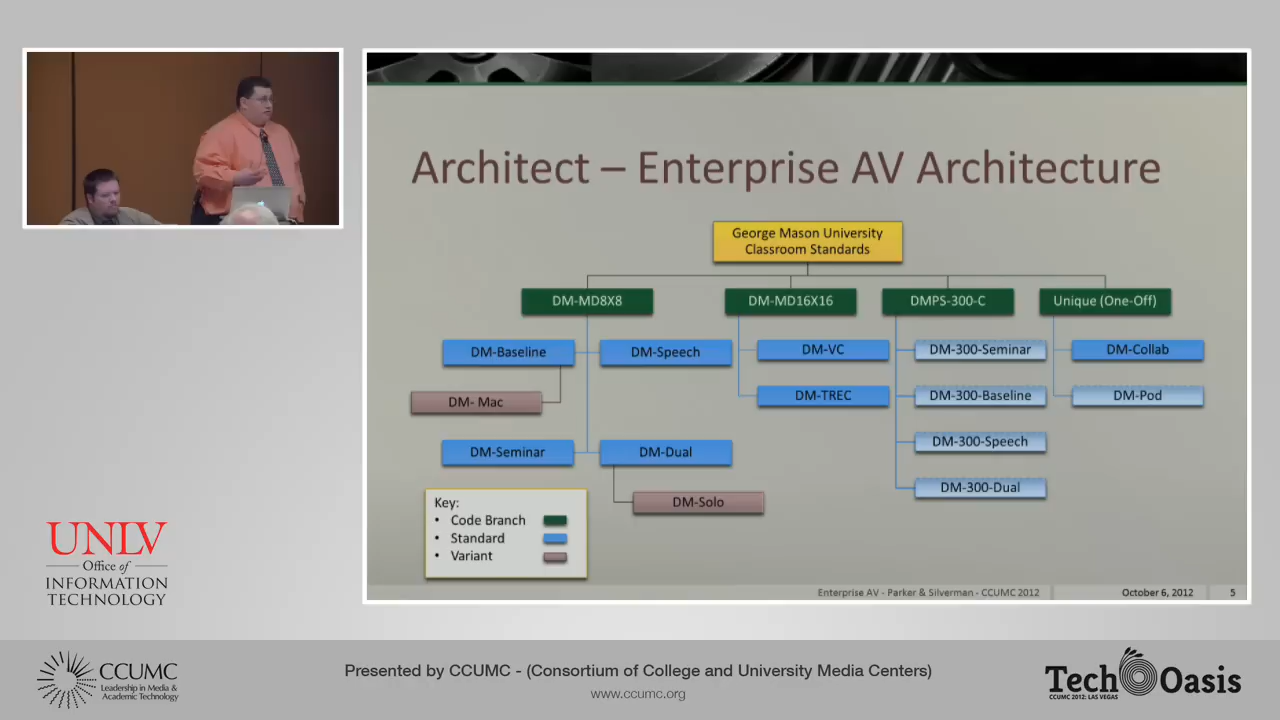 Architect – Enterprise AV Architecture
George Mason University
Classroom Standards
DM-MD8X8
DM-MD16X16
DMPS-300-C
Unique (One-Off)
DM-Baseline
DM-Speech
DM-VC
DM-300-Seminar
DM-Collab
DM- Mac
DM-TREC
DM-300-Baseline
DM-Pod
DM-Seminar
DM-Dual
DM-300-Speech
DM-Solo
DM-300-Dual
Key:
• Code Branch
• Standard
• Variant
Enterprise AV - Parker & Silverman - CCUMC 2012
October 6, 2012
5
UNLV
Office of
INFORMATION
TECHNOLOGY
CCUMC
Leadership in Media &
Academic Technology
Presented by CCUMC - (Consortium of College and University Media Centers)
www.ccumc.org
Tech Oasis
CCUMC 2012: LAS VEGAS